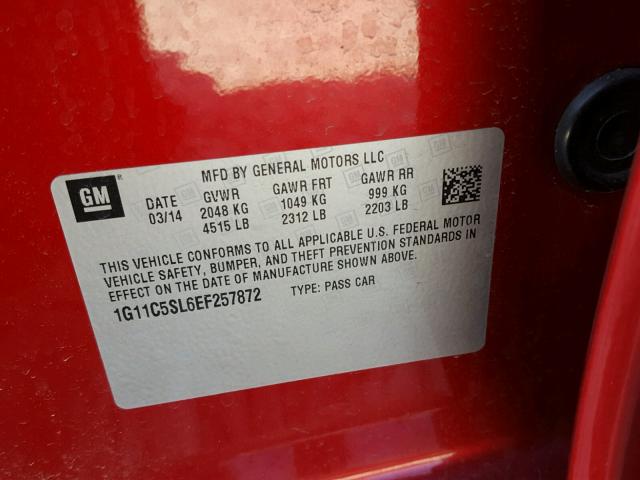 GM
MFD BY GENERAL MOTORS LLC
DATE GVWR GAWR FRT GAWR RR
03/14 2048 KG 1049 KG 999 KG
4515 LB 2312 LB 2203 LB
THIS VEHICLE CONFORMS TO ALL APPLICABLE U.S. FEDERAL MOTOR
VEHICLE SAFETY, BUMPER, AND THEFT PREVENTION STANDARDS IN
EFFECT ON THE DATE OF MANUFACTURE SHOWN ABOVE.
1G11C5SL6EF257872 TYPE: PASS CAR